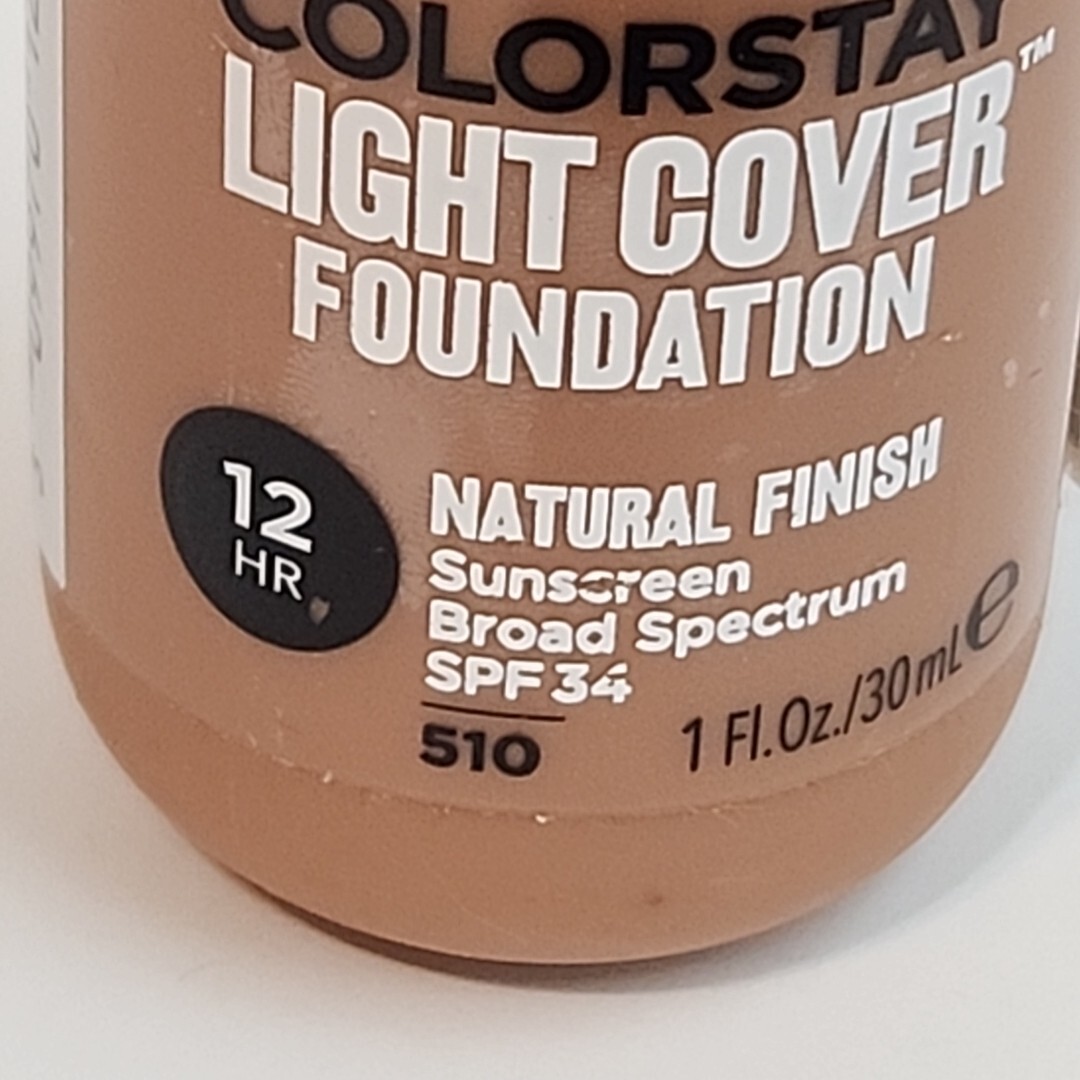 COLORSTAY
LIGHT COVER™
FOUNDATION
12
HR
NATURAL FINISH
Sunscreen
Broad Spectrum
SPF 34
510
1 Fl.Oz./30mL e